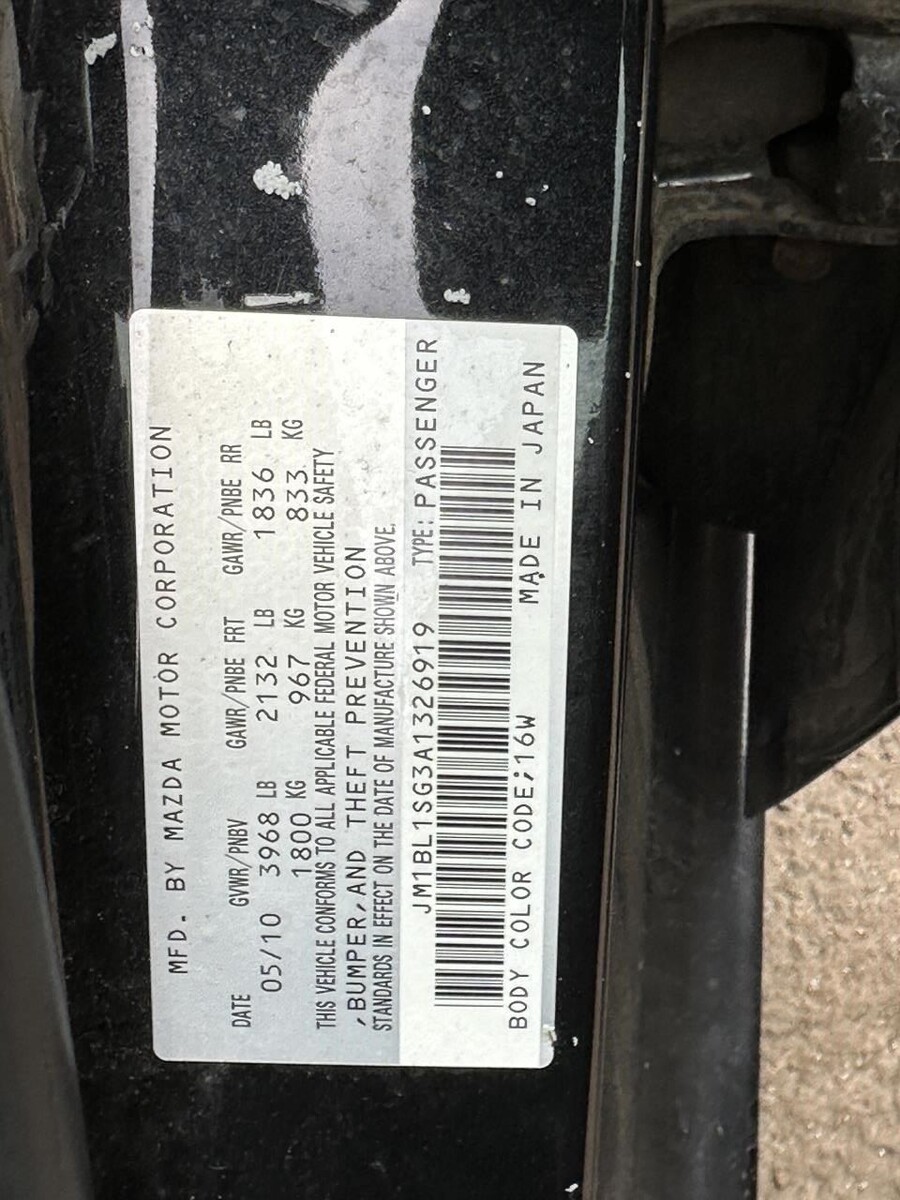 MFD. BY MAZDA MOTOR CORPORATION
DATE GVWR/PNBV GAWR/PNBE FRT GAWR/PNBE RR
05/10 3968 LB 2132 LB 1836 LB
1800 KG 967 KG 833 KG
THIS VEHICLE CONFORMS TO ALL APPLICABLE FEDERAL MOTOR VEHICLE SAFETY
,BUMPER,AND THEFT PREVENTION
STANDARDS IN EFFECT ON THE DATE OF MANUFACTURE SHOWN ABOVE.
JM1BL1SG3A1326919 TYPE: PASSENGER
BODY COLOR CODE;16W MADE IN JAPAN